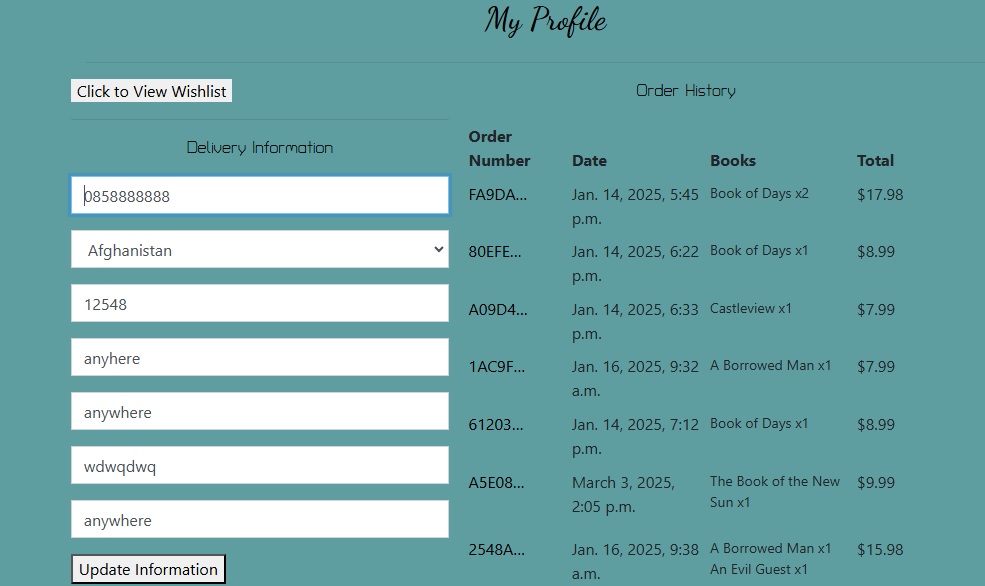 My Profile
Click to View Wishlist
Delivery Information
0858888888
Afghanistan
12548
anyhere
anywhere
wdwqdwq
anywhere
Update Information
Order History
Order
Number Date Books Total
FA9DA... Jan. 14, 2025, 5:45 Book of Days x2 $17.98
p.m.
80EFE... Jan. 14, 2025, 6:22 Book of Days x1 $8.99
p.m.
A09D4... Jan. 14, 2025, 6:33 Castleview x1 $7.99
p.m.
1AC9F... Jan. 16, 2025, 9:32 A Borrowed Man x1 $7.99
a.m.
61203... Jan. 14, 2025, 7:12 Book of Days x1 $8.99
p.m.
A5E08... March 3, 2025, The Book of the New $9.99
2:05 p.m. Sun x1
2548A... Jan. 16, 2025, 9:38 A Borrowed Man x1 $15.98
a.m. An Evil Guest x1